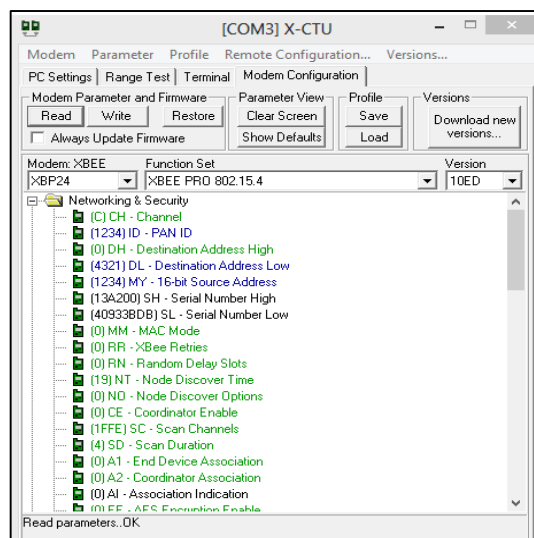 [COM3] X-CTU
Modem Parameter Profile Remote Configuration... Versions...
PC Settings Range Test Terminal Modem Configuration
Modem Parameter and Firmware Parameter View Profile Versions
Read Write Restore Clear Screen Save Download new versions...
Always Update Firmware Show Defaults Load
Modem: XBEE Function Set Version
XBP24 XBEE PRO 802.15.4 10ED
Networking & Security
(C) CH - Channel
(1234) ID - PAN ID
(0) DH - Destination Address High
(4321) DL - Destination Address Low
(1234) MY - 16-bit Source Address
(13A200) SH - Serial Number High
(40933BDB) SL - Serial Number Low
(0) MM - MAC Mode
(0) RR - XBee Retries
(0) RN - Random Delay Slots
(19) NT - Node Discover Time
(0) NO - Node Discover Options
(0) CE - Coordinator Enable
(1FFE) SC - Scan Channels
(4) SD - Scan Duration
(0) A1 - End Device Association
(0) A2 - Coordinator Association
(0) AI - Association Indication
(0) EE - AES Encryption Enable
Read parameters..OK